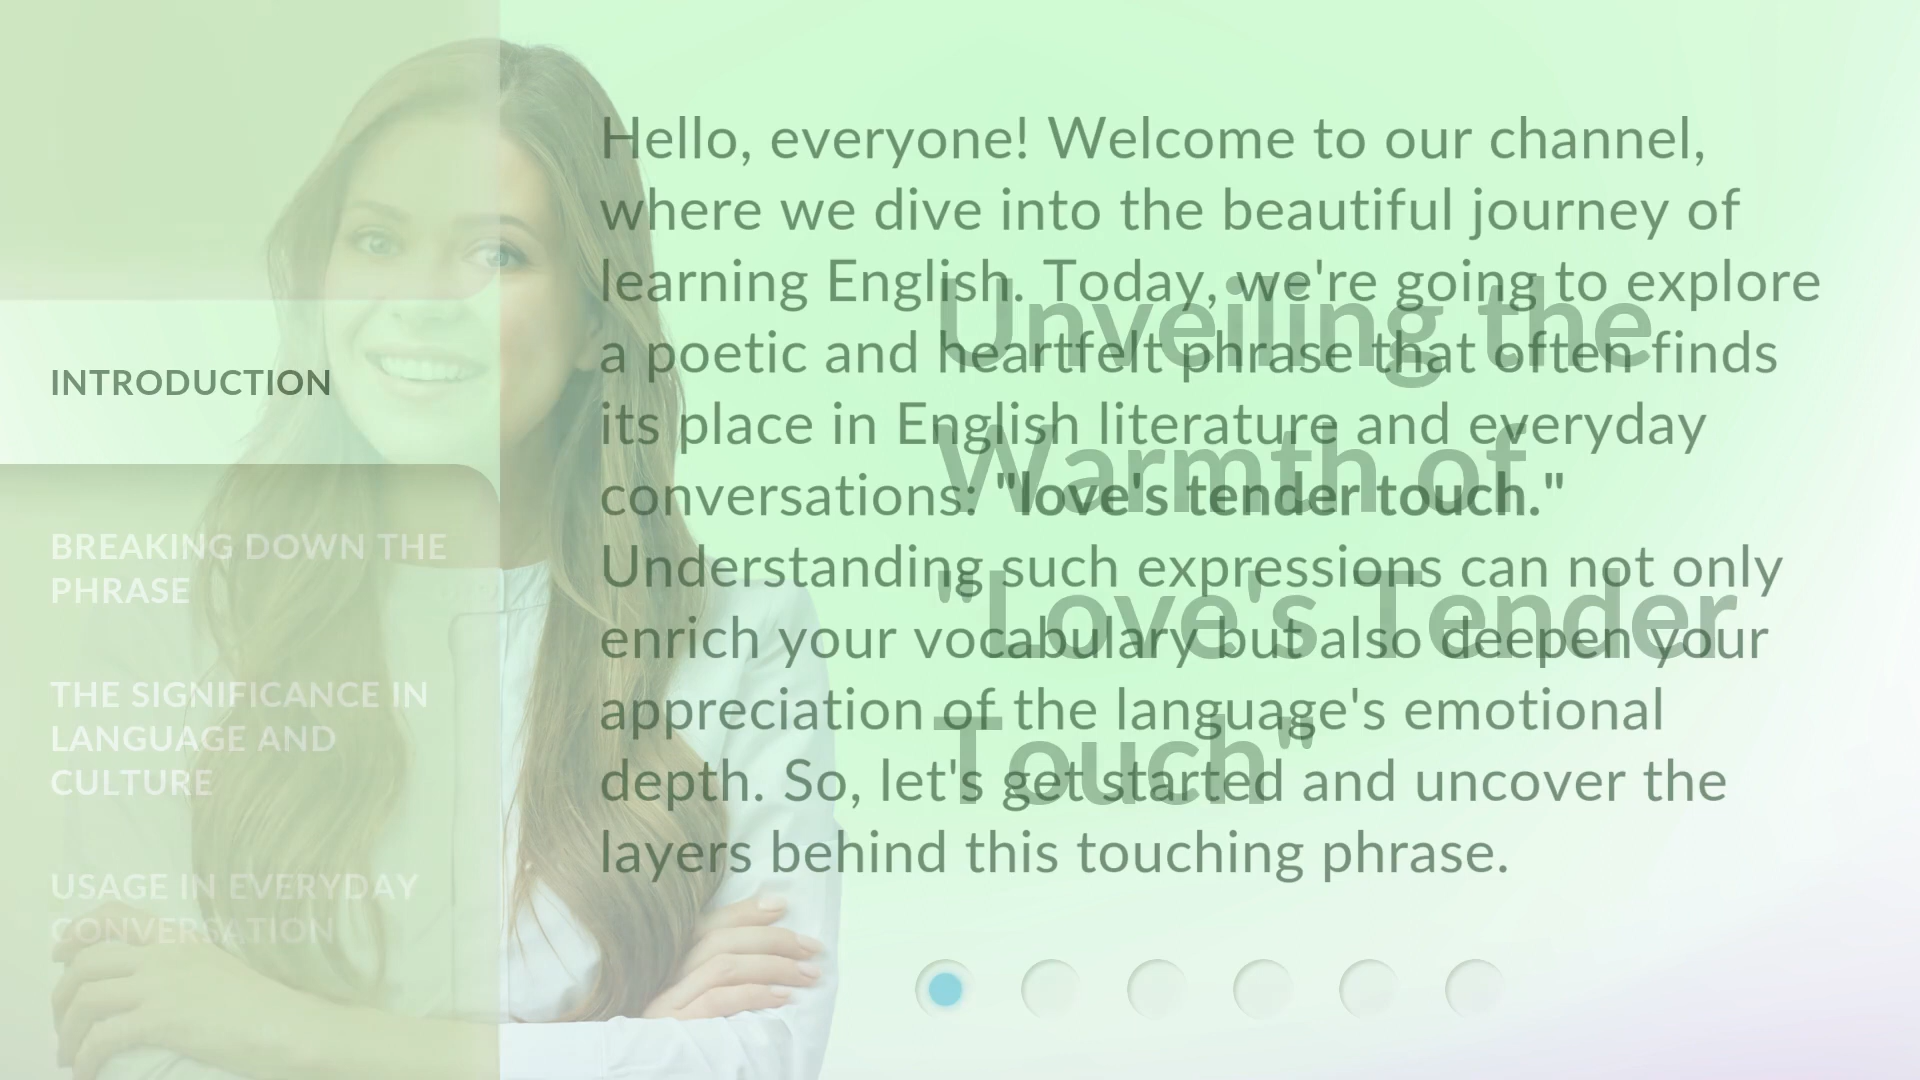 INTRODUCTION
BREAKING DOWN THE
PHRASE
THE SIGNIFICANCE IN
LANGUAGE AND
CULTURE
USAGE IN EVERYDAY
CONVERSATION
Hello, everyone! Welcome to our channel,
where we dive into the beautiful journey of
learning English. Today, we're going to explore
a poetic and heartfelt phrase that often finds
its place in English literature and everyday
conversations: "love's tender touch."
Understanding such expressions can not only
enrich your vocabulary but also deepen your
appreciation of the language's emotional
depth. So, let's get started and uncover the
layers behind this touching phrase.
Unveiling the
Warmth of
"Love's Tender
Touch"